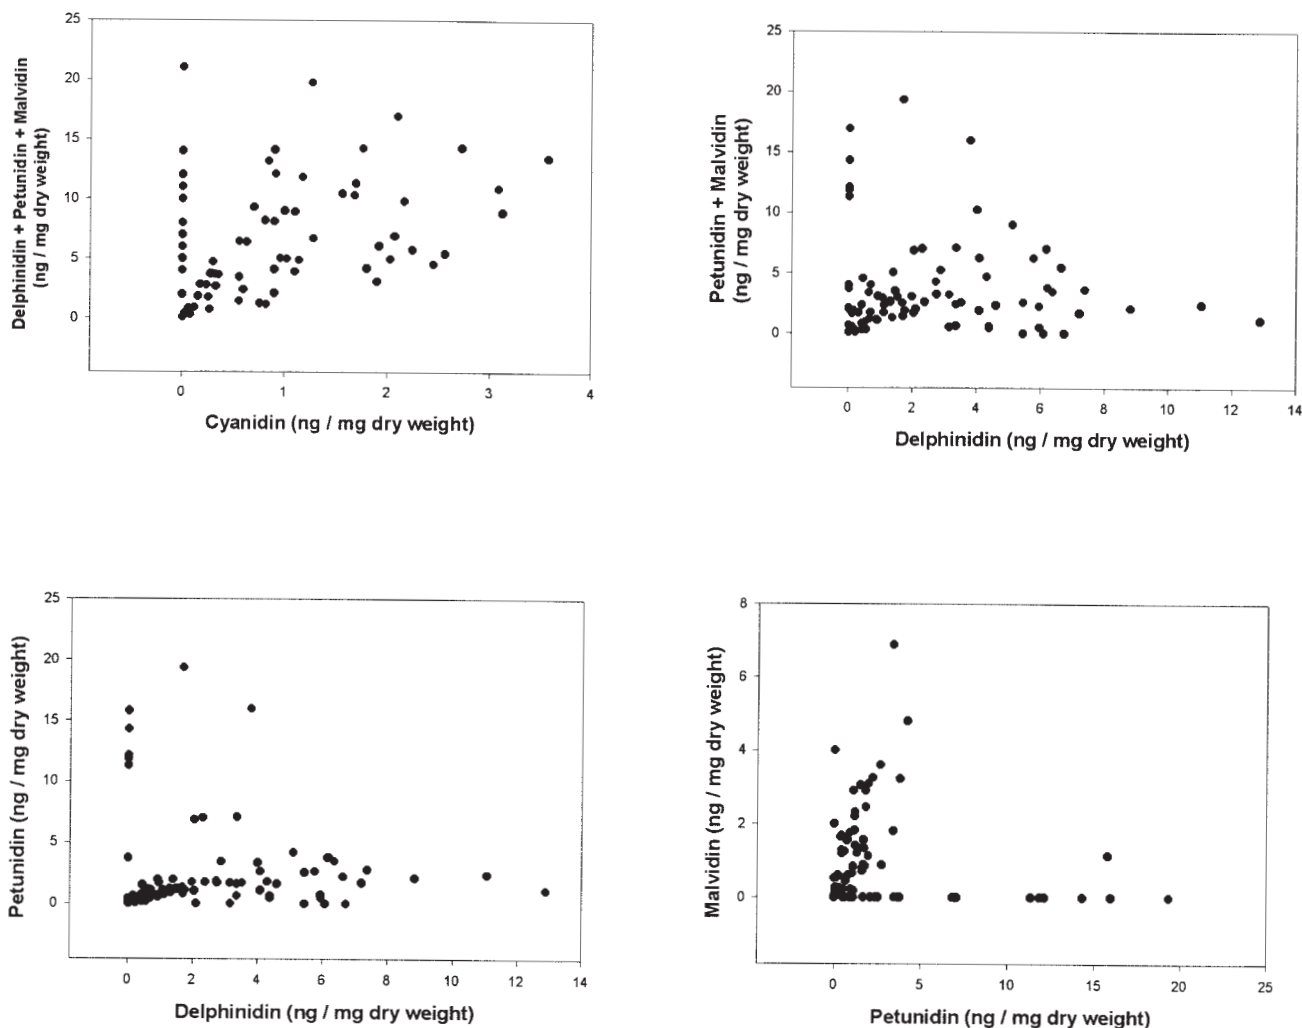 25
20
15
10
5
0
Delphinidin + Petunidin + Malvidin
(ng / mg dry weight)
0 1 2 3 4
Cyanidin (ng / mg dry weight)
25
20
15
10
5
0
Petunidin + Malvidin
(ng / mg dry weight)
0 2 4 6 8 10 12 14
Delphinidin (ng / mg dry weight)
25
20
15
10
5
0
Petunidin (ng / mg dry weight)
0 2 4 6 8 10 12 14
Delphinidin (ng / mg dry weight)
8
6
4
2
0
Malvidin (ng / mg dry weight)
0 5 10 15 20 25
Petunidin (ng / mg dry weight)